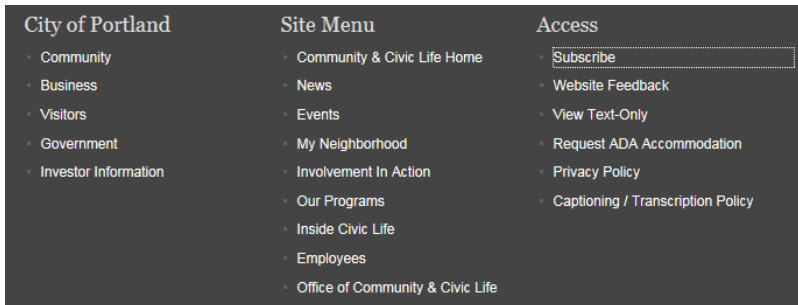 City of Portland
Community
Business
Visitors
Government
Investor Information
Site Menu
Community & Civic Life Home
News
Events
My Neighborhood
Involvement In Action
Our Programs
Inside Civic Life
Employees
Office of Community & Civic Life
Access
Subscribe
Website Feedback
View Text-Only
Request ADA Accommodation
Privacy Policy
Captioning / Transcription Policy